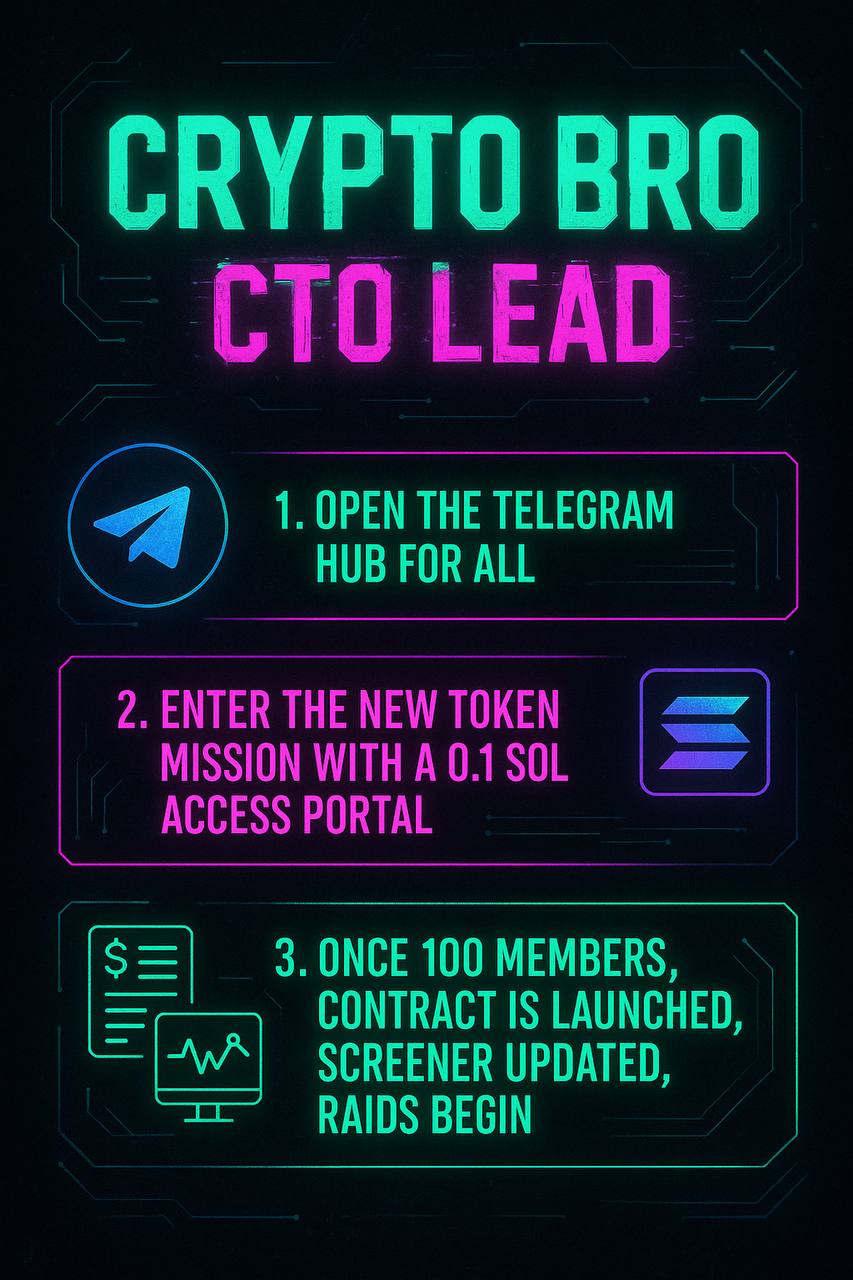 CRYPTO BRO
CTO LEAD
1. OPEN THE TELEGRAM
HUB FOR ALL
2. ENTER THE NEW TOKEN
MISSION WITH A 0.1 SOL
ACCESS PORTAL
$
3. ONCE 100 MEMBERS,
CONTRACT IS LAUNCHED,
SCREENER UPDATED,
RAIDS BEGIN